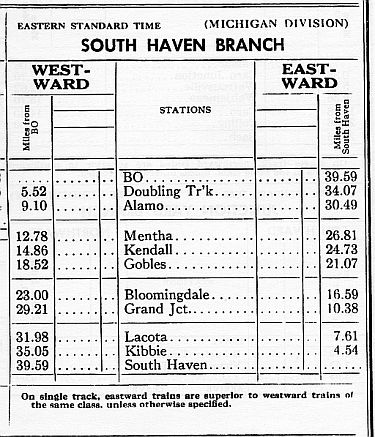 EASTERN STANDARD TIME (MICHIGAN DIVISION)
SOUTH HAVEN BRANCH
WEST-
WARD
EAST-
WARD
Miles from
BO
STATIONS
Miles from
South Haven
BO 39.59
5.52 Doubling Tr'k 34.07
9.10 Alamo 30.49
12.78 Mentha 26.81
14.86 Kendall 24.73
18.52 Gobles 21.07
23.00 Bloomingdale 16.59
29.21 Grand Jct. 10.38
31.98 Lacota 7.61
35.05 Kibbie 4.54
39.59 South Haven
On single track, eastward trains are superior to westward trains of
the same class, unless otherwise specified.